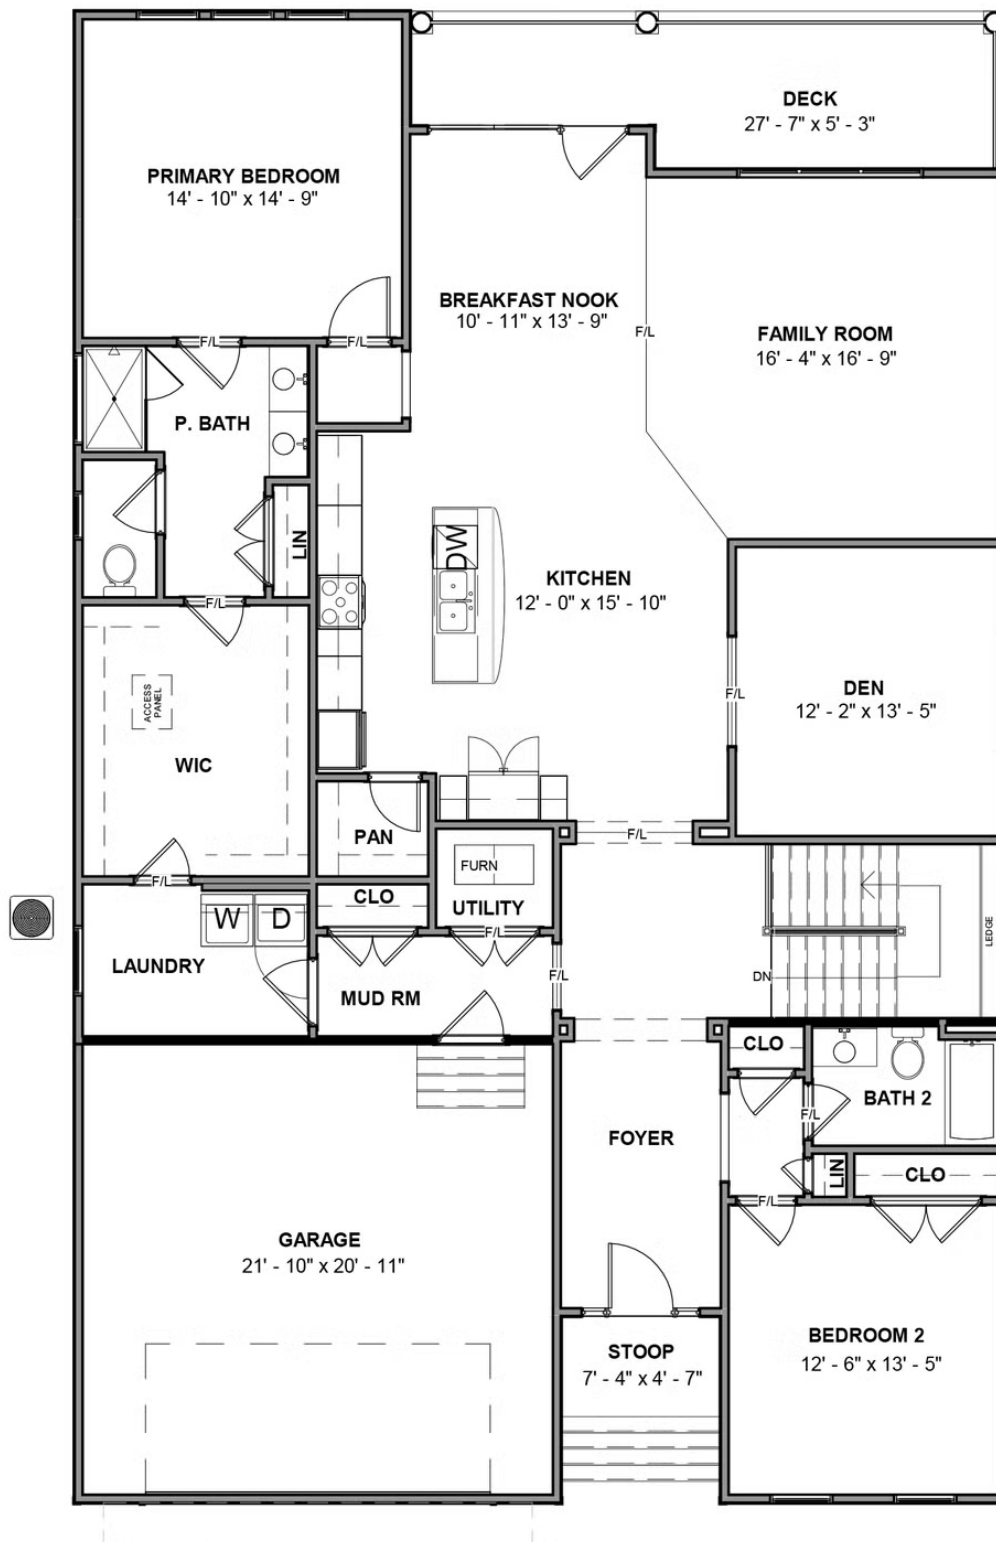 DECK
27' - 7" x 5' - 3"
PRIMARY BEDROOM
14' - 10" x 14' - 9"
BREAKFAST NOOK
10' - 11" x 13' - 9"
F/L
FAMILY ROOM
16' - 4" x 16' - 9"
F/L
F/L
P. BATH
LIN
DW
KITCHEN
12' - 0" x 15' - 10"
F/L
ACCESS
PANEL
WIC
F/L
DEN
12' - 2" x 13' - 5"
PAN
F/L
FURN
F/L
CLO
UTILITY
W
D
F/L
LAUNDRY
MUD RM
F/L
DN
LEDGE
CLO
BATH 2
F/L
FOYER
LIN
CLO
F/L
GARAGE
21' - 10" x 20' - 11"
STOOP
7' - 4" x 4' - 7"
BEDROOM 2
12' - 6" x 13' - 5"